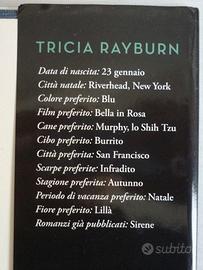 TRICIA RAYBURN
Data di nascita: 23 gennaio
Città natale: Riverhead, New York
Colore preferito: Blu
Film preferito: Bella in Rosa
Cane preferito: Murphy, lo Shih Tzu
Cibo preferito: Burrito
Città preferita: San Francisco
Scarpe preferite: Infradito
Stagione preferita: Autunno
Periodo di vacanza preferito: Natale
Fiore preferito: Lillà
Romanzi già pubblicati: Sirene
subito